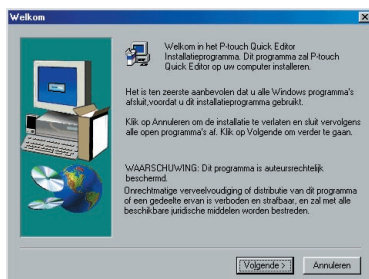 Welkom
Welkom in het P-touch Quick Editor
Installatieprogramma. Dit programma zal P-touch
Quick Editor op uw computer installeren.
Het is ten zeerste aanbevolen dat u alle Windows programma's
afsluit,voordat u dit installatieprogramma gebruikt.
Klik op Annuleren om de installatie te verlaten en sluit vervolgens
alle open programma's af. Klik op Volgende om verder te gaan.
WAARSCHUWING: Dit programma is auteursrechtelijk
beschermd.
Onrechtmatige verveelvoudiging of distributie van dit programma
of een gedeelte ervan is verboden en strafbaar, en zal met alle
beschikbare juridische middelen worden bestreden.
Volgende >
Annuleren